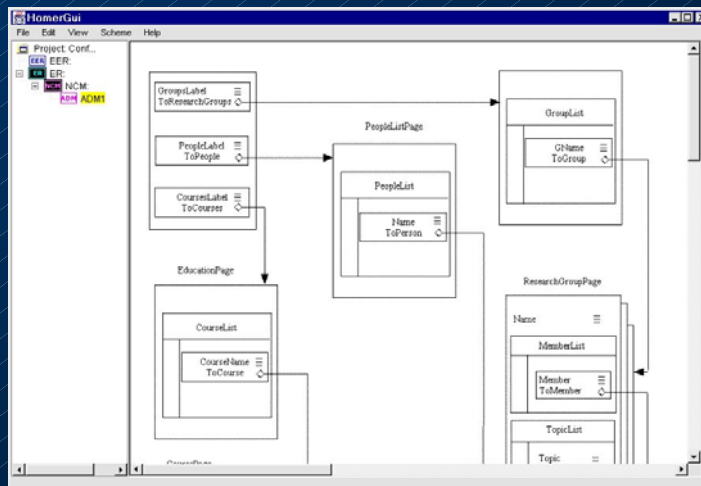 HomerGui
File Edit View Scheme Help
Project: Conf...
EER EER:
ER ER:
NCM NCM:
ADM ADM1
GroupsLabel
ToResearchGroups
PeopleLabel
ToPeople
CoursesLabel
ToCourses
PeopleListPage
PeopleList
Name
ToPerson
GroupList
GName
ToGroup
EducationPage
CourseList
CourseName
ToCourse
CoursePage
ResearchGroupPage
Name
MemberList
Member
ToMember
TopicList
Topic